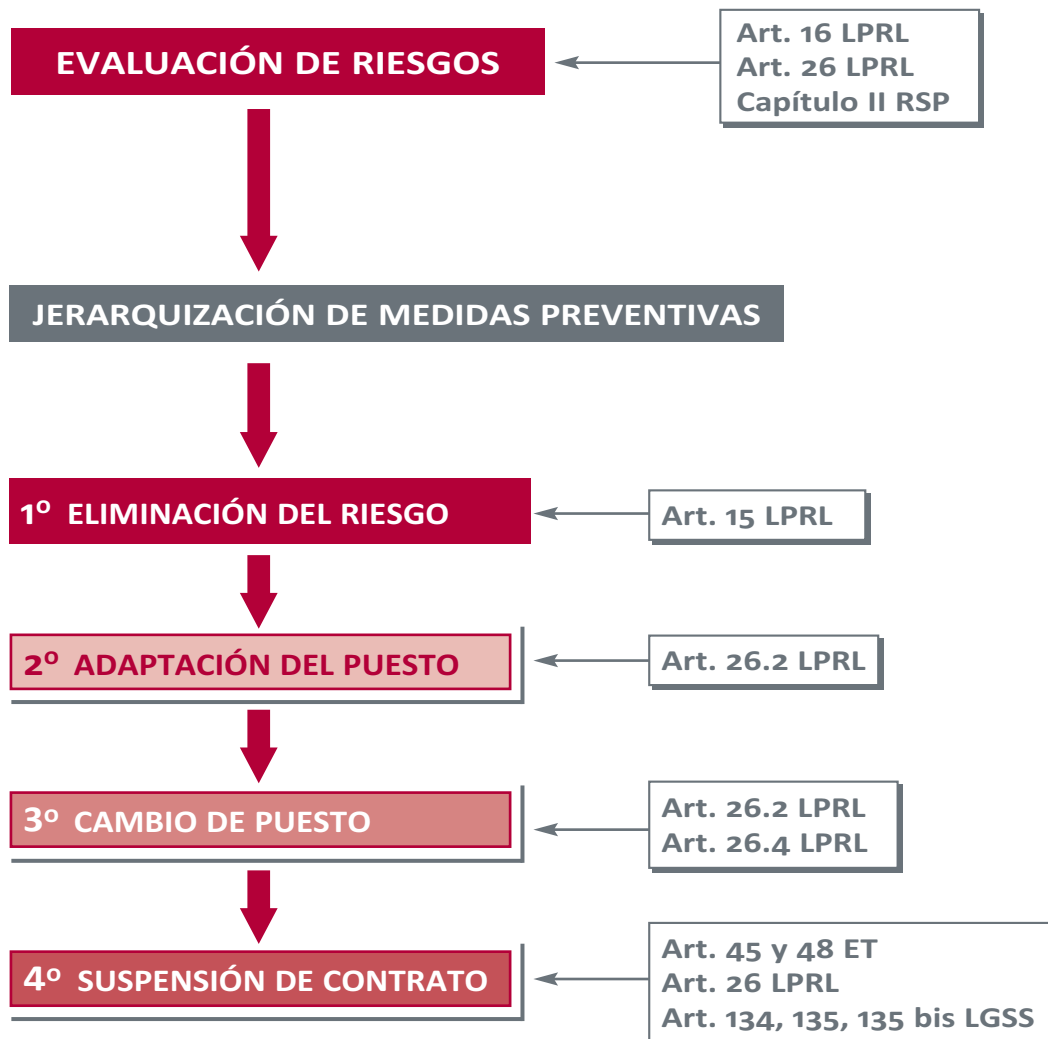 EVALUACIÓN DE RIESGOS
Art. 16 LPRL
Art. 26 LPRL
Capítulo II RSP
JERARQUIZACIÓN DE MEDIDAS PREVENTIVAS
1º ELIMINACIÓN DEL RIESGO
Art. 15 LPRL
2º ADAPTACIÓN DEL PUESTO
Art. 26.2 LPRL
3º CAMBIO DE PUESTO
Art. 26.2 LPRL
Art. 26.4 LPRL
4º SUSPENSIÓN DE CONTRATO
Art. 45 y 48 ET
Art. 26 LPRL
Art. 134, 135, 135 bis LGSS